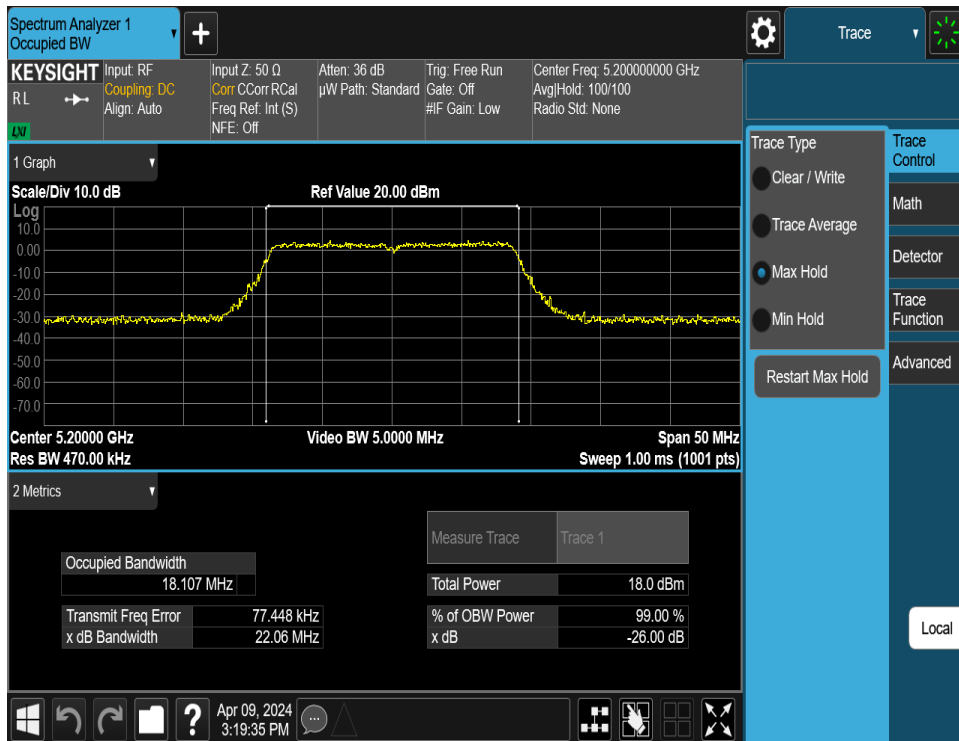 Spectrum Analyzer 1
Occupied BW
+
Trace
KEYSIGHT
RL
LXI
Input: RF
Coupling: DC
Align: Auto
Input Z: 50 Ω
Corr CCorr RCal
Freq Ref: Int (S)
NFE: Off
Atten: 36 dB
µW Path: Standard
Trig: Free Run
Gate: Off
#IF Gain: Low
Center Freq: 5.200000000 GHz
Avg|Hold: 100/100
Radio Std: None
1 Graph
Scale/Div 10.0 dB
Ref Value 20.00 dBm
Log
10.0
0.00
-10.0
-20.0
-30.0
-40.0
-50.0
-60.0
-70.0
Center 5.20000 GHz
Video BW 5.0000 MHz
Span 50 MHz
Res BW 470.00 kHz
Sweep 1.00 ms (1001 pts)
2 Metrics
Measure Trace Trace 1
Occupied Bandwidth
18.107 MHz
Total Power 18.0 dBm
Transmit Freq Error 77.448 kHz
% of OBW Power 99.00 %
x dB Bandwidth 22.06 MHz
x dB -26.00 dB
Trace Type
Clear / Write
Trace Average
Max Hold
Min Hold
Restart Max Hold
Trace
Control
Math
Detector
Trace
Function
Advanced
Local
?
Apr 09, 2024
3:19:35 PM